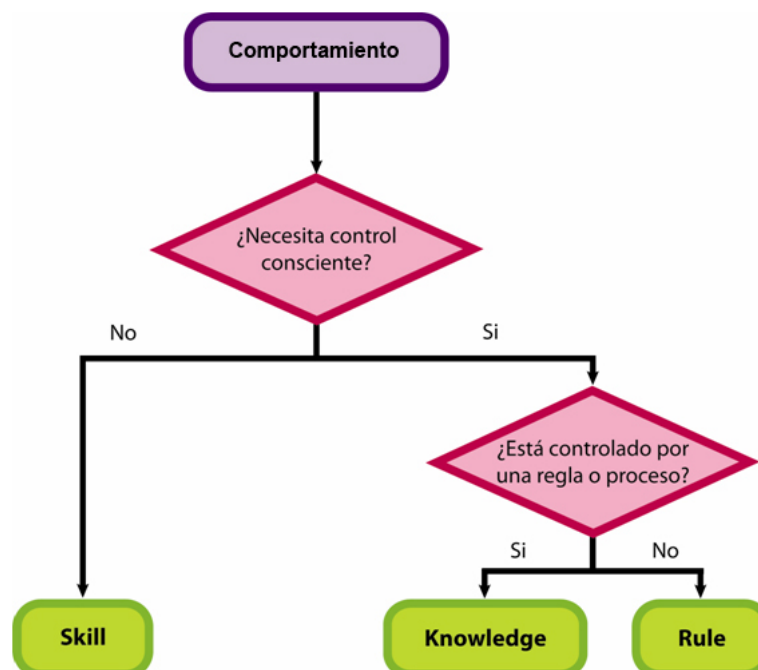 Comportamiento
¿Necesita control
consciente?
No
Si
¿Está controlado por
una regla o proceso?
Si
No
Skill
Knowledge
Rule